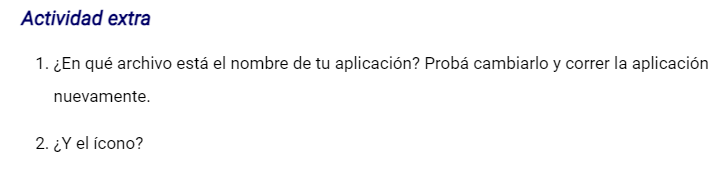 Actividad extra
1. ¿En qué archivo está el nombre de tu aplicación? Probá cambiarlo y correr la aplicación
nuevamente.
2. ¿Y el ícono?